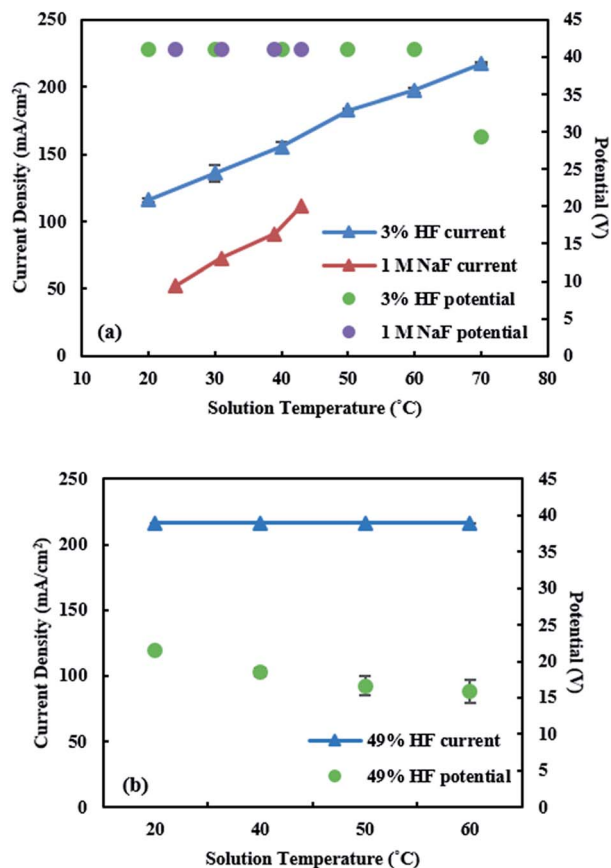 250
200
150
100
50
0
Current Density (mA/cm²)
45
40
35
30
25
20
15
10
5
0
Potential (V)
3% HF current
1 M NaF current
3% HF potential
1 M NaF potential
(a)
10 20 30 40 50 60 70 80
Solution Temperature (˚C)
250
200
150
100
50
0
Current Density (mA/cm²)
45
40
35
30
25
20
15
10
5
0
Potential (V)
49% HF current
49% HF potential
(b)
20 40 50 60
Solution Temperature (˚C)